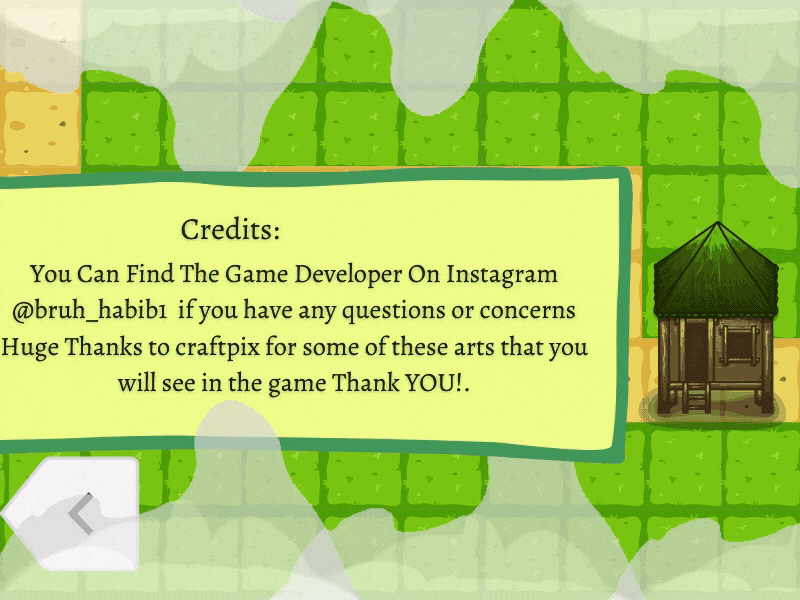 Credits:
You Can Find The Game Developer On Instagram
@bruh_habib1 if you have any questions or concerns
Huge Thanks to craftpix for some of these arts that you
will see in the game Thank YOU!.